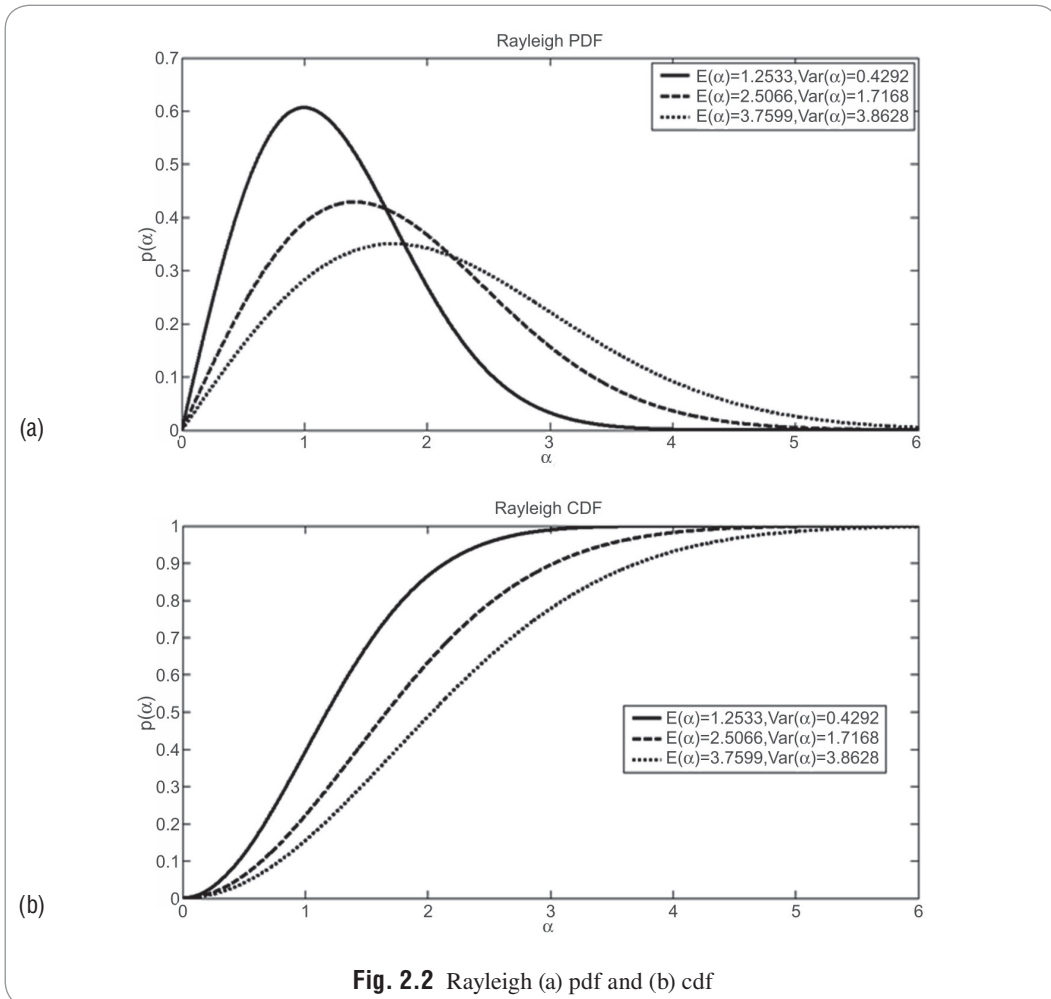 Rayleigh PDF
0.7
0.6
0.5
0.4
0.3
0.2
0.1
0
p(α)
E(α)=1.2533,Var(α)=0.4292
E(α)=2.5066,Var(α)=1.7168
E(α)=3.7599,Var(α)=3.8628
0 1 2 3 4 5 6
α
(a)
Rayleigh CDF
1
0.9
0.8
0.7
0.6
0.5
0.4
0.3
0.2
0.1
0
p(α)
E(α)=1.2533,Var(α)=0.4292
E(α)=2.5066,Var(α)=1.7168
E(α)=3.7599,Var(α)=3.8628
0 1 2 3 4 5 6
α
(b)
Fig. 2.2 Rayleigh (a) pdf and (b) cdf